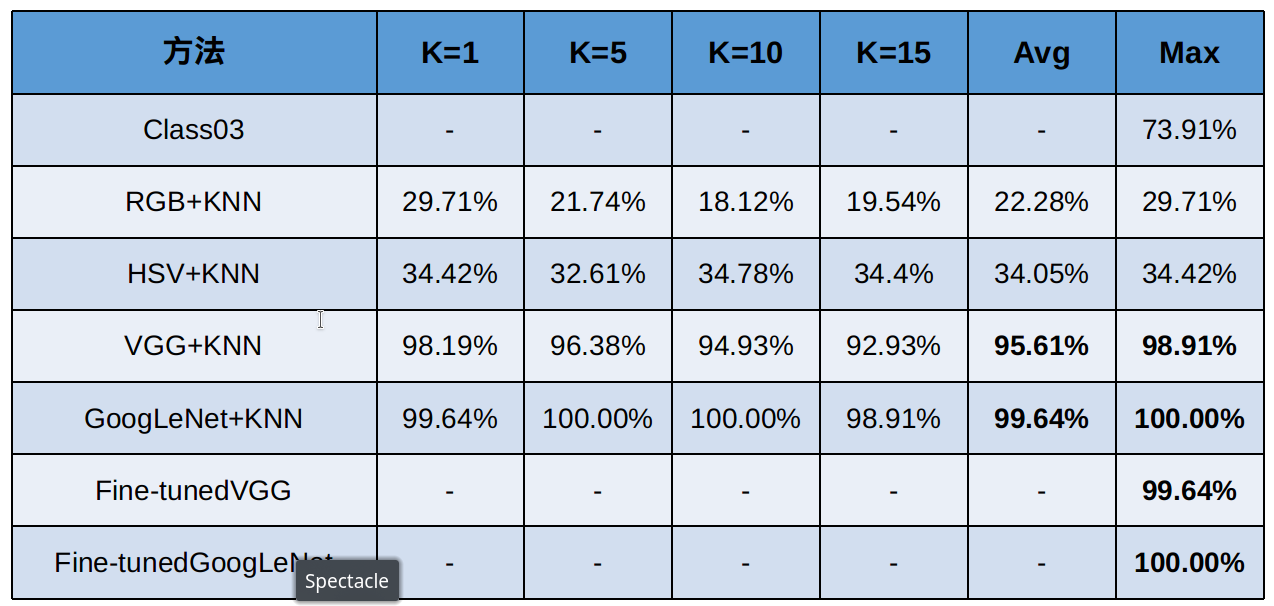 方法 K=1 K=5 K=10 K=15 Avg Max
Class03 - - - - - 73.91%
RGB+KNN 29.71% 21.74% 18.12% 19.54% 22.28% 29.71%
HSV+KNN 34.42% 32.61% 34.78% 34.4% 34.05% 34.42%
VGG+KNN 98.19% 96.38% 94.93% 92.93% 95.61% 98.91%
GoogLeNet+KNN 99.64% 100.00% 100.00% 98.91% 99.64% 100.00%
Fine-tunedVGG - - - - - 99.64%
Fine-tunedGoogLeNet - - - - - 100.00%
Spectacle